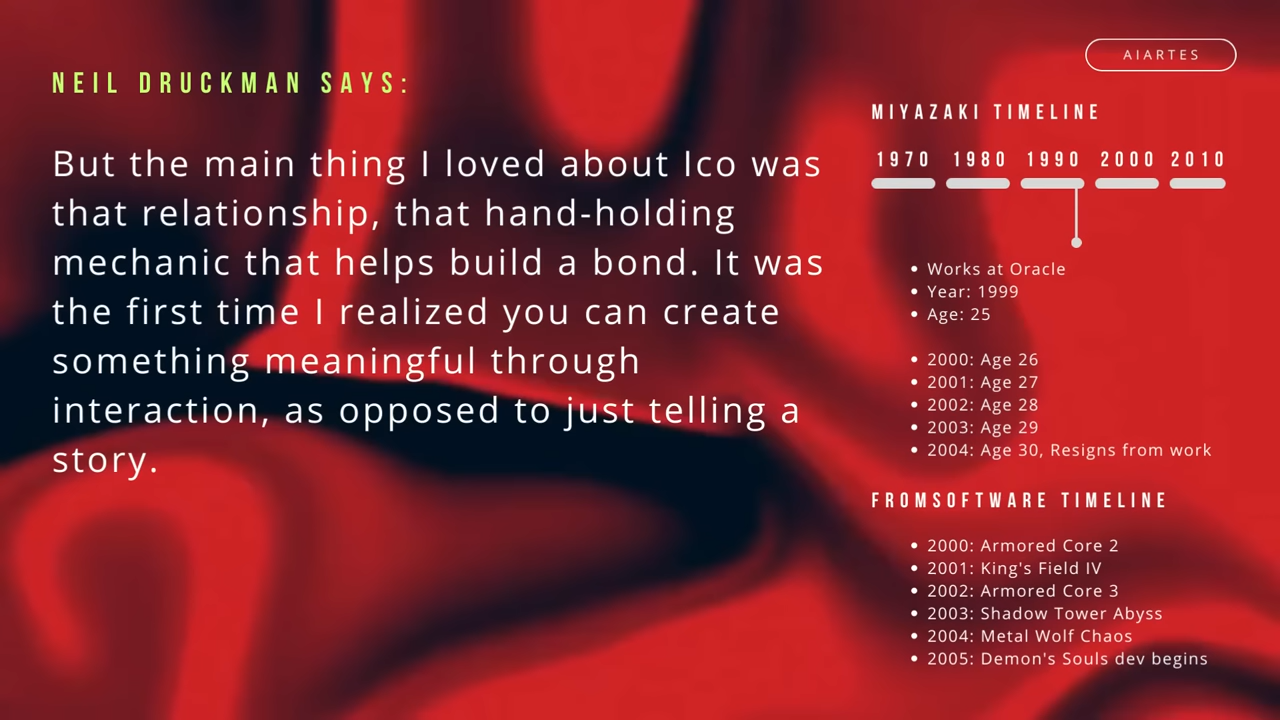 NEIL DRUCKMAN SAYS:
But the main thing I loved about Ico was
that relationship, that hand-holding
mechanic that helps build a bond. It was
the first time I realized you can create
something meaningful through
interaction, as opposed to just telling a
story.
AIARTES
MIYAZAKI TIMELINE
1970 1980 1990 2000 2010
• Works at Oracle
• Year: 1999
• Age: 25
• 2000: Age 26
• 2001: Age 27
• 2002: Age 28
• 2003: Age 29
• 2004: Age 30, Resigns from work
FROMSOFTWARE TIMELINE
• 2000: Armored Core 2
• 2001: King's Field IV
• 2002: Armored Core 3
• 2003: Shadow Tower Abyss
• 2004: Metal Wolf Chaos
• 2005: Demon's Souls dev begins